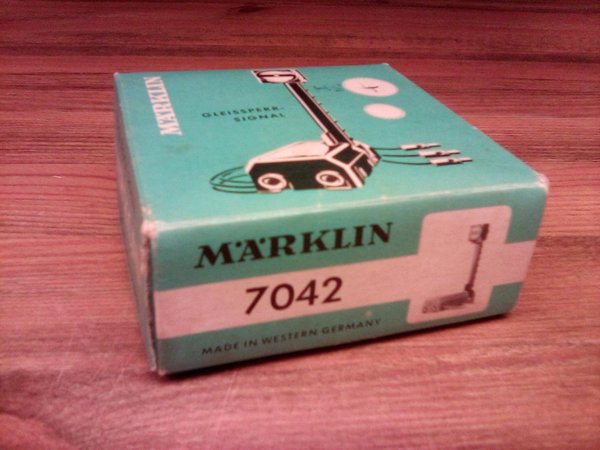 MÄRKLIN
GLEISSPERR-
SIGNAL
MÄRKLIN
7042
MADE IN WESTERN GERMANY